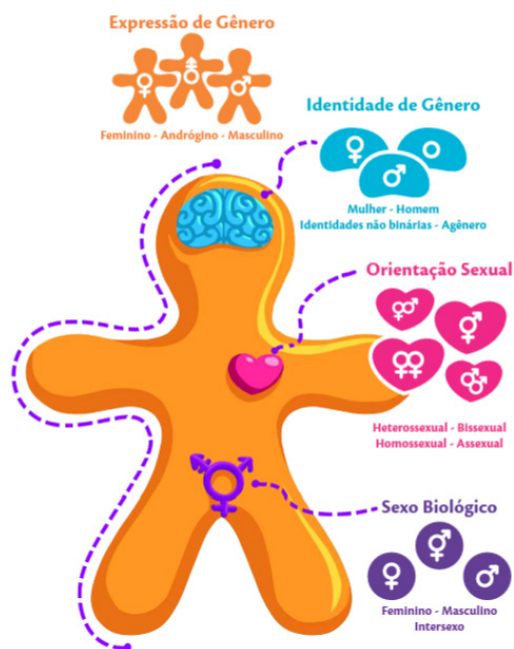 Expressão de Gênero
Feminino - Andrógino - Masculino
Identidade de Gênero
Mulher - Homem
Identidades não binárias - Agênero
Orientação Sexual
Heterossexual - Bissexual
Homossexual - Assexual
Sexo Biológico
Feminino - Masculino
Intersexo